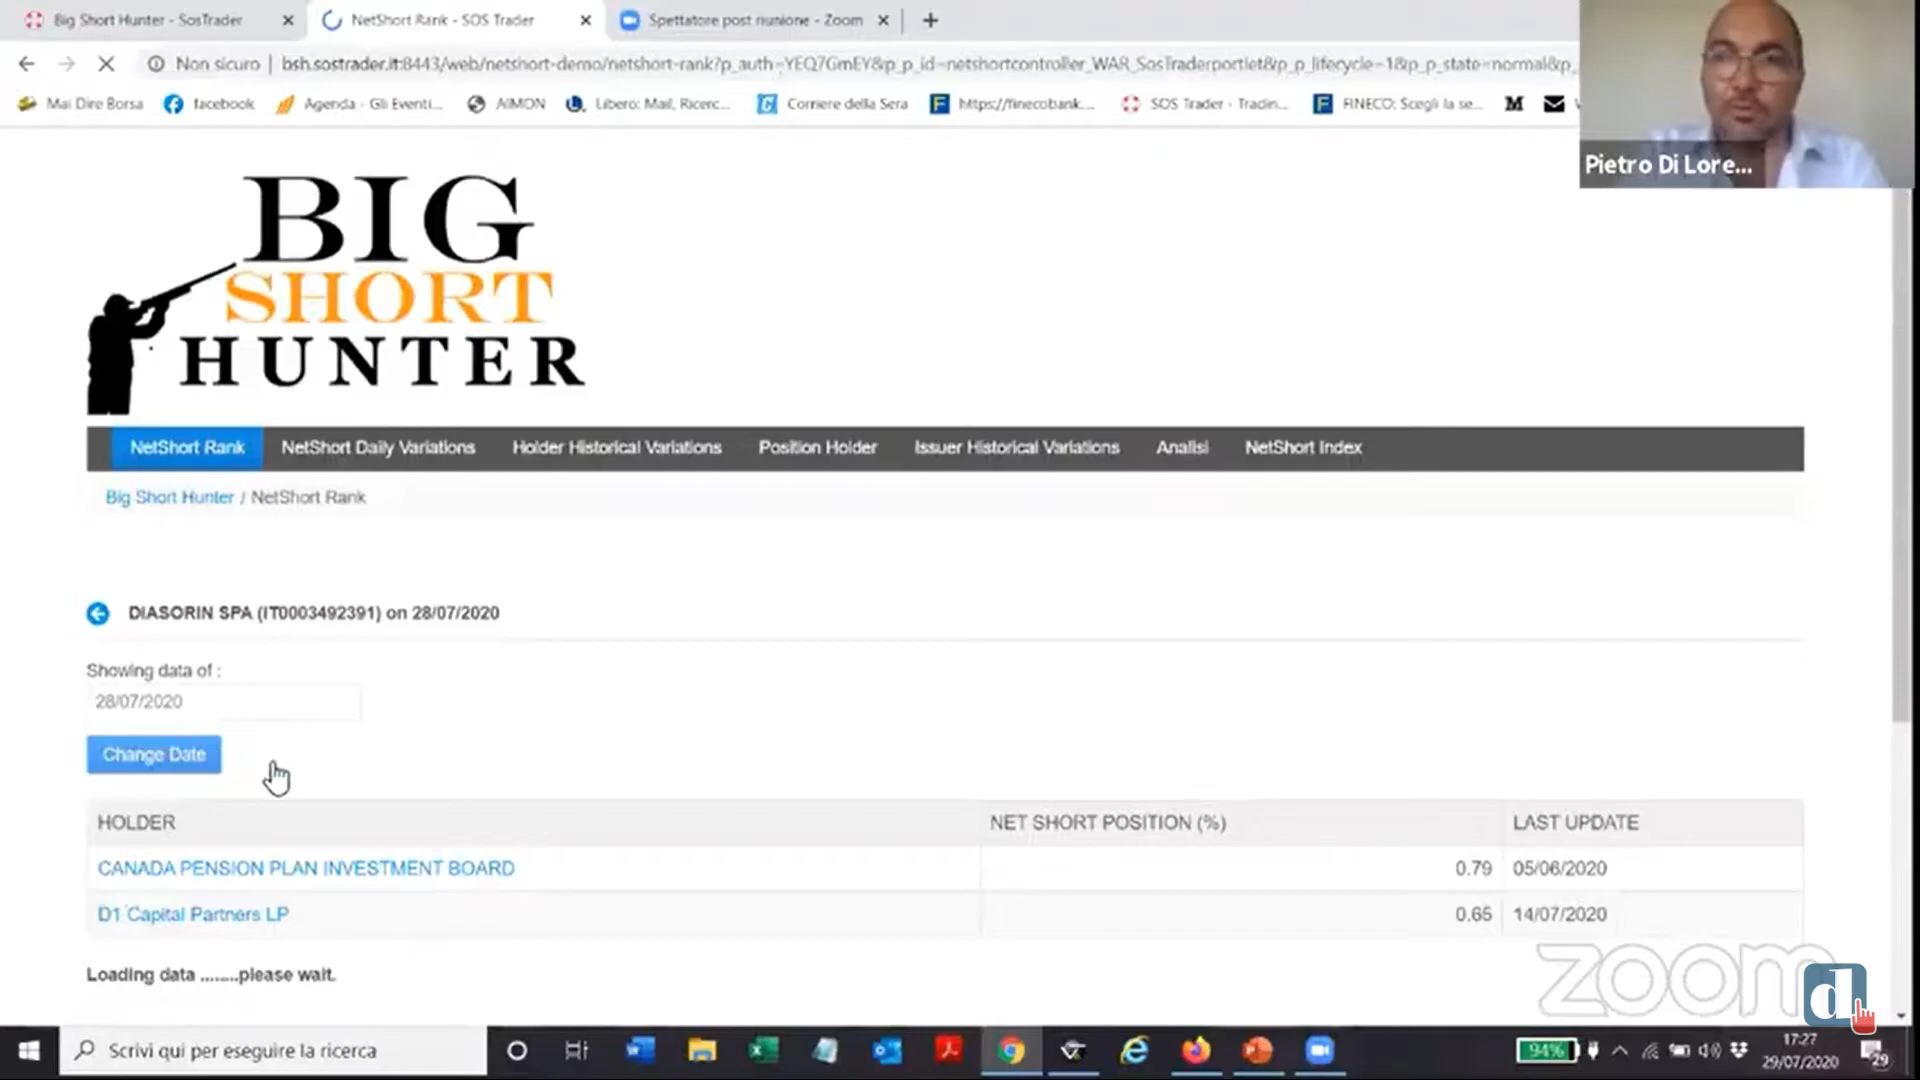 Big Short Hunter - SosTrader
NetShort Rank - SOS Trader
Spettatore post riunione - Zoom
Non sicuro | bsh.sostrader.it:8443/web/netshort-demo/netshort-rank?p_auth=YEQ7GmEY&p_p_id=netshortcontroller_WAR_SosTraderportlet&p_p_lifecycle=1&p_p_state=normal&p_
Mai Dire Borsa facebook Agenda - Gli Eventi... AIMON Libero: Mail, Ricerc... Corriere della Sera https://finecobank.... SOS Trader - Tradin... FINECO: Scegli la se... M
Pietro Di Lore...
BIG
SHORT
HUNTER
NetShort Rank NetShort Daily Variations Holder Historical Variations Position Holder Issuer Historical Variations Analisi NetShort Index
Big Short Hunter / NetShort Rank
DIASORIN SPA (IT0003492391) on 28/07/2020
Showing data of :
28/07/2020
Change Date
HOLDER NET SHORT POSITION (%) LAST UPDATE
CANADA PENSION PLAN INVESTMENT BOARD 0.79 05/06/2020
D1 Capital Partners LP 0.65 14/07/2020
Loading data ........please wait.
zoom
d
Scrivi qui per eseguire la ricerca
94%
17:27
29/07/2020
29